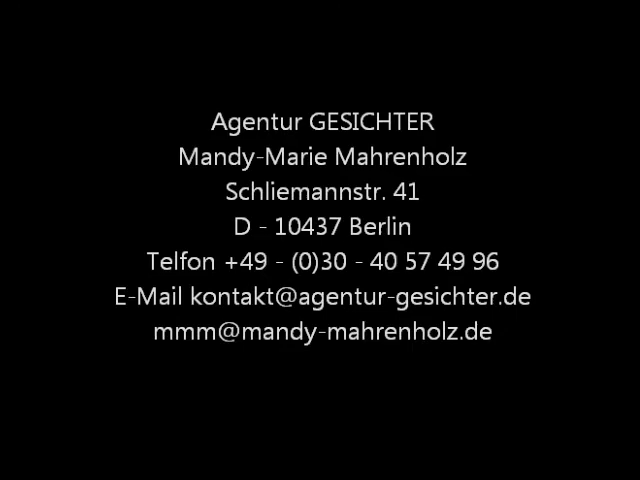 Agentur GESICHTER
Mandy-Marie Mahrenholz
Schliemannstr. 41
D - 10437 Berlin
Telfon +49 - (0)30 - 40 57 49 96
E-Mail kontakt@agentur-gesichter.de
mmm@mandy-mahrenholz.de